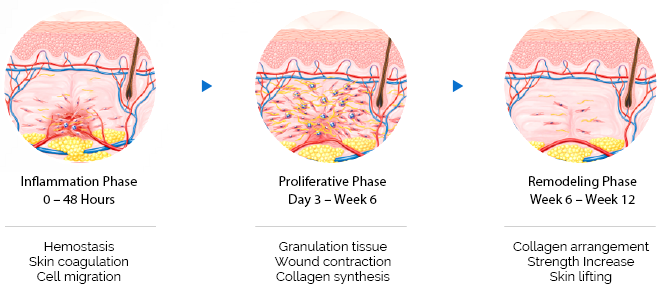 Inflammation Phase
0 – 48 Hours
Hemostasis
Skin coagulation
Cell migration
Proliferative Phase
Day 3 – Week 6
Granulation tissue
Wound contraction
Collagen synthesis
Remodeling Phase
Week 6 – Week 12
Collagen arrangement
Strength Increase
Skin lifting